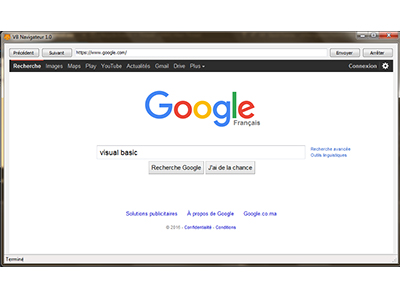 VB Navigateur 1.0
Précédent Suivant https://www.google.com/ Envoyer Arrêter
Recherche Images Maps Play YouTube Actualités Gmail Drive Plus Connexion
Google
Français
visual basic
Recherche avancée
Outils linguistiques
Recherche Google J'ai de la chance
Solutions publicitaires À propos de Google Google.co.ma
© 2016 - Confidentialité - Conditions
Terminé